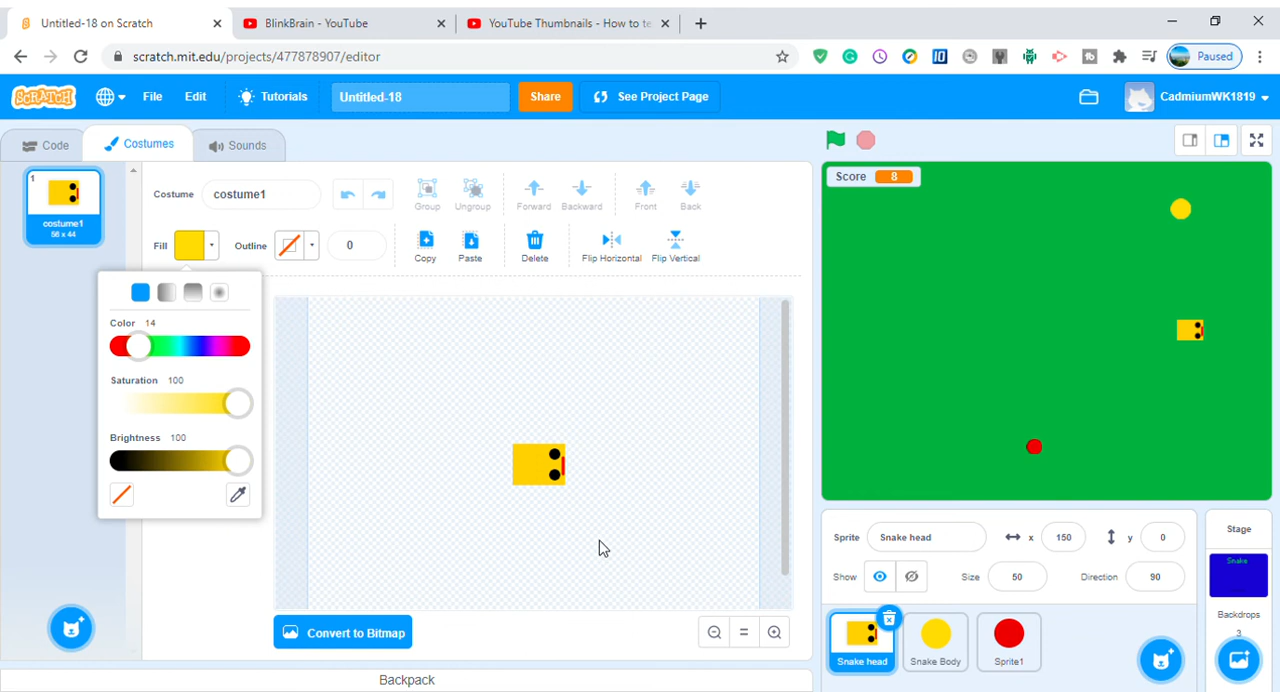 Untitled-18 on Scratch
BlinkBrain - YouTube
YouTube Thumbnails - How to te
scratch.mit.edu/projects/477878907/editor
Paused
SCRATCH
File
Edit
Tutorials
Untitled-18
Share
See Project Page
CadmiumWK1819
Code
Costumes
Sounds
1
costume1
56 x 44
Costume
costume1
Group
Ungroup
Forward
Backward
Front
Back
Fill
Outline
0
Copy
Paste
Delete
Flip Horizontal
Flip Vertical
Color 14
Saturation 100
Brightness 100
Convert to Bitmap
Backpack
Score 8
Sprite
Snake head
x
150
y
0
Show
Size
50
Direction
90
Snake head
Snake Body
Sprite1
Stage
Snake
Backdrops
3